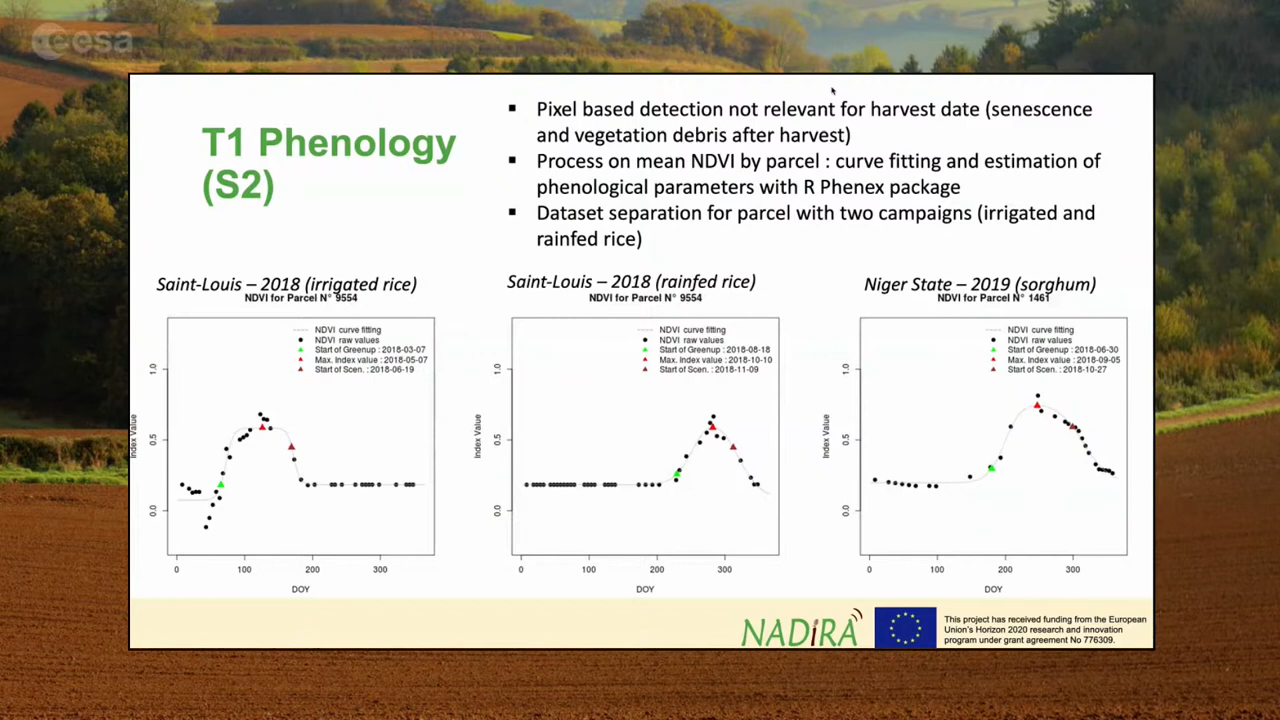 esa
T1 Phenology
(S2)
▪ Pixel based detection not relevant for harvest date (senescence
and vegetation debris after harvest)
▪ Process on mean NDVI by parcel : curve fitting and estimation of
phenological parameters with R Phenex package
▪ Dataset separation for parcel with two campaigns (irrigated and
rainfed rice)
Saint-Louis – 2018 (irrigated rice)
NDVI for Parcel N° 9554
NDVI curve fitting
NDVI raw values
Start of Greenup : 2018-03-07
Max. Index value : 2018-05-07
Start of Scen. : 2018-06-19
Index Value
0.0
0.5
1.0
0 100 200 300
DOY
Saint-Louis – 2018 (rainfed rice)
NDVI for Parcel N° 9554
NDVI curve fitting
NDVI raw values
Start of Greenup : 2018-08-18
Max. Index value : 2018-10-10
Start of Scen. : 2018-11-09
Index Value
0.0
0.5
1.0
0 100 200 300
DOY
Niger State – 2019 (sorghum)
NDVI for Parcel N° 1461
NDVI curve fitting
NDVI raw values
Start of Greenup : 2018-06-30
Max. Index value : 2018-09-05
Start of Scen. : 2018-10-27
Index Value
0.0
0.5
1.0
0 100 200 300
DOY
NADiRA
This project has received funding from the European
Union's Horizon 2020 research and innovation
program under grant agreement No 776309.